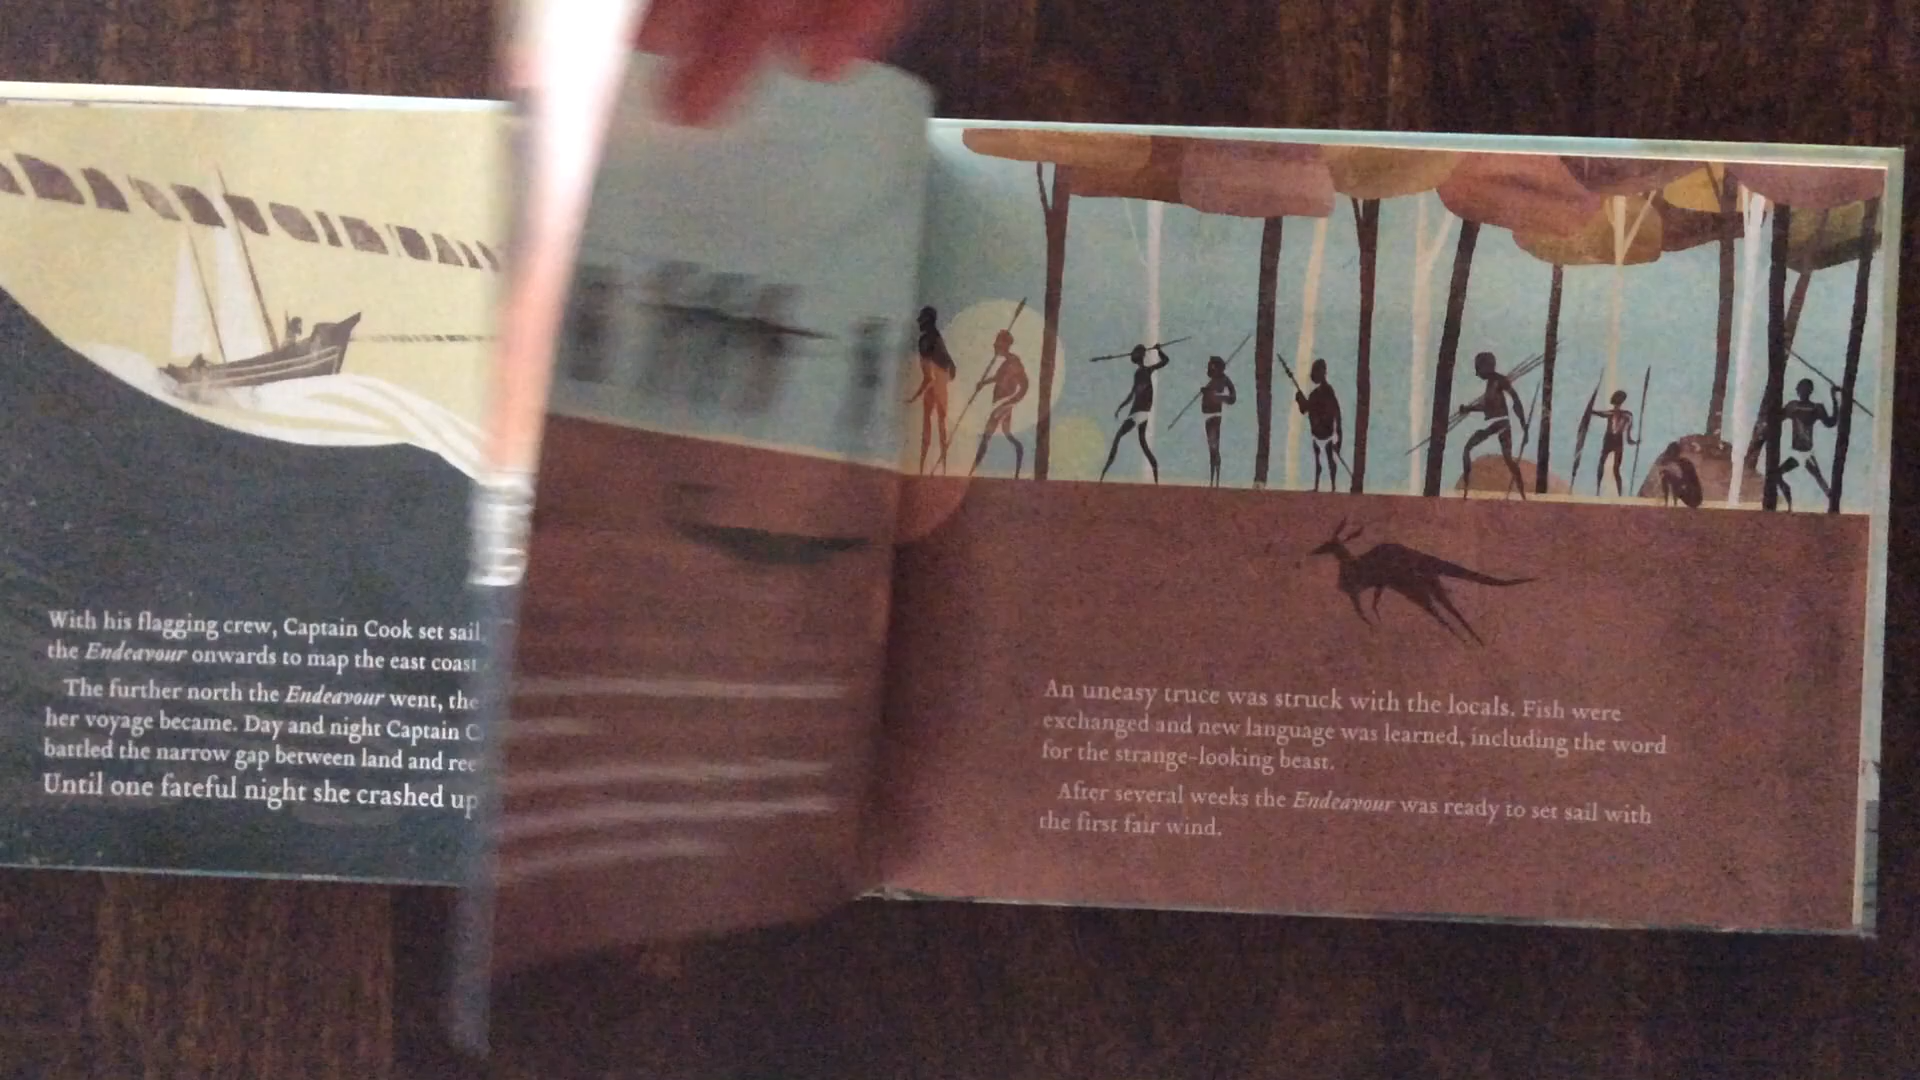 With his flagging crew, Captain Cook set sail
the Endeavour onwards to map the east coast
The further north the Endeavour went, the
her voyage became. Day and night Captain C
battled the narrow gap between land and ree
Until one fateful night she crashed up
An uneasy truce was struck with the locals. Fish were
exchanged and new language was learned, including the word
for the strange-looking beast.
After several weeks the Endeavour was ready to set sail with
the first fair wind.